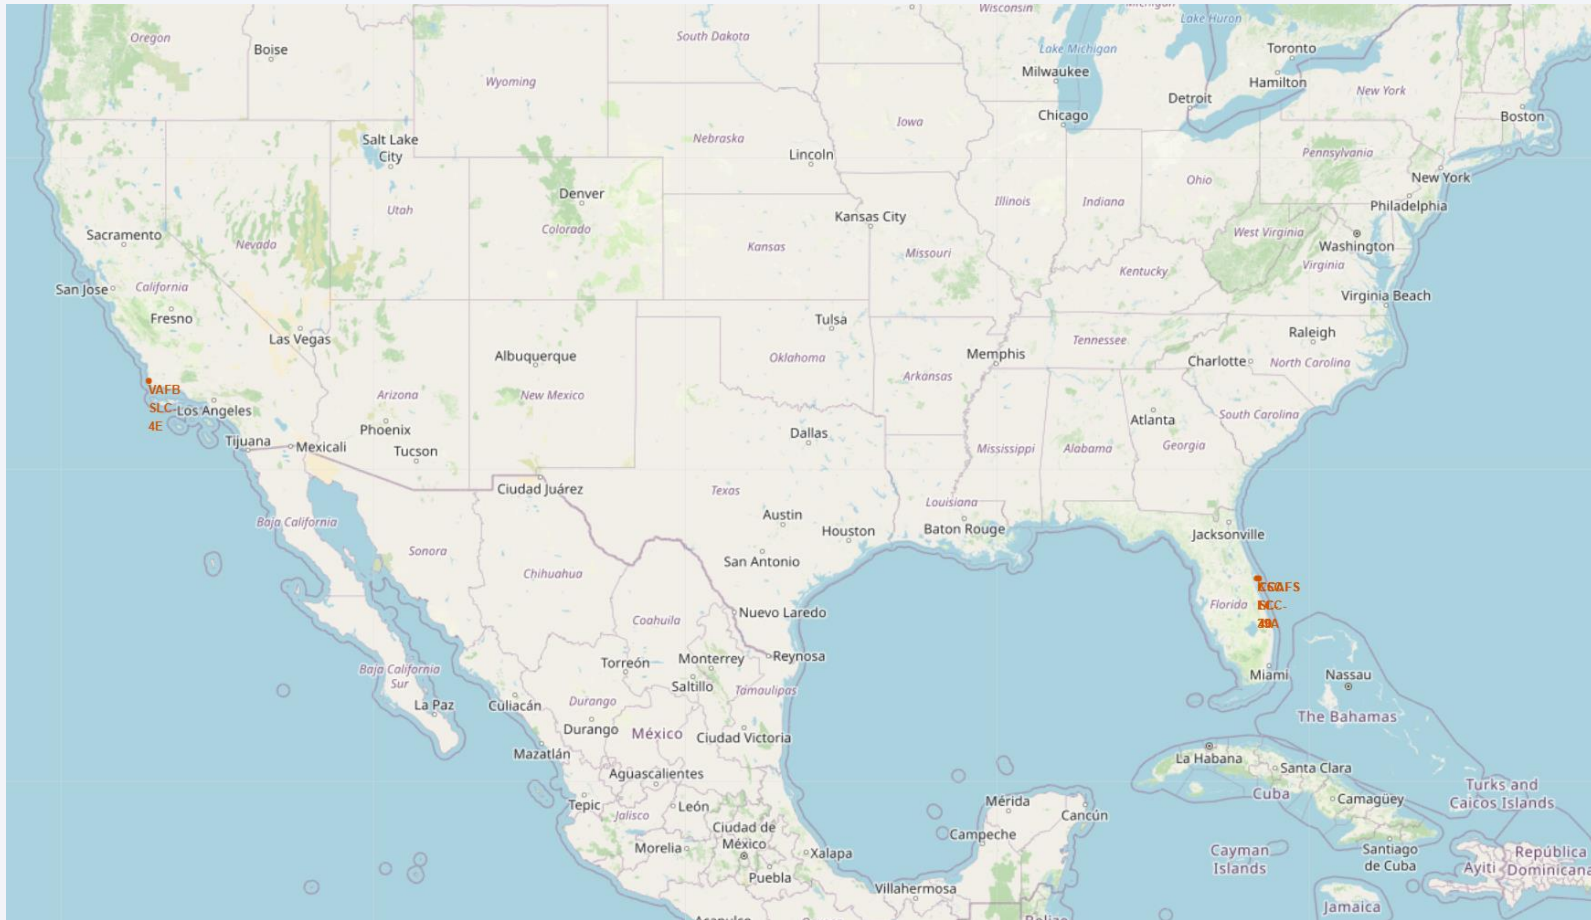 Wisconsin
Michigan
Lake Huron
Oregon
South Dakota
Boise
Lake Michigan
Toronto
Milwaukee
Hamilton
Wyoming
New York
Detroit
Chicago
Boston
Iowa
Nebraska
Salt Lake
City
Lincoln
Pennsylvania
New York
Ohio
Denver
Illinois
Indiana
Philadelphia
Utah
Kansas City
Colorado
West Virginia
Sacramento
Nevada
Kansas
Missouri
Washington
Virginia
Kentucky
San Jose
California
Virginia Beach
Fresno
Tulsa
Raleigh
Las Vegas
Tennessee
Albuquerque
Memphis
Oklahoma
Charlotte
North Carolina
Arkansas
VAFB
SLC-
4E
Los Angeles
Arizona
New Mexico
South Carolina
Atlanta
Phoenix
Dallas
Tijuana
Mexicali
Tucson
Mississippi
Alabama
Georgia
Ciudad Juárez
Texas
Louisiana
Austin
Houston
Baton Rouge
Baja California
Jacksonville
Sonora
San Antonio
Chihuahua
Florida
Coahuila
Nuevo Laredo
Torreón
Monterrey
Reynosa
Baja California
Sur
Saltillo
Tamaulipas
Miami
Nassau
La Paz
Culiacán
Durango
Durango
México
Ciudad Victoria
The Bahamas
Mazatlán
La Habana
Santa Clara
Aguascalientes
Cuba
Camagüey
Turks and
Caicos Islands
Tepic
León
Jalisco
Mérida
Cancún
Ciudad de
México
Campeche
Morelia
Xalapa
Cayman
Islands
Santiago
de Cuba
Ayiti
República
Dominicana
Puebla
Villahermosa
Jamaica